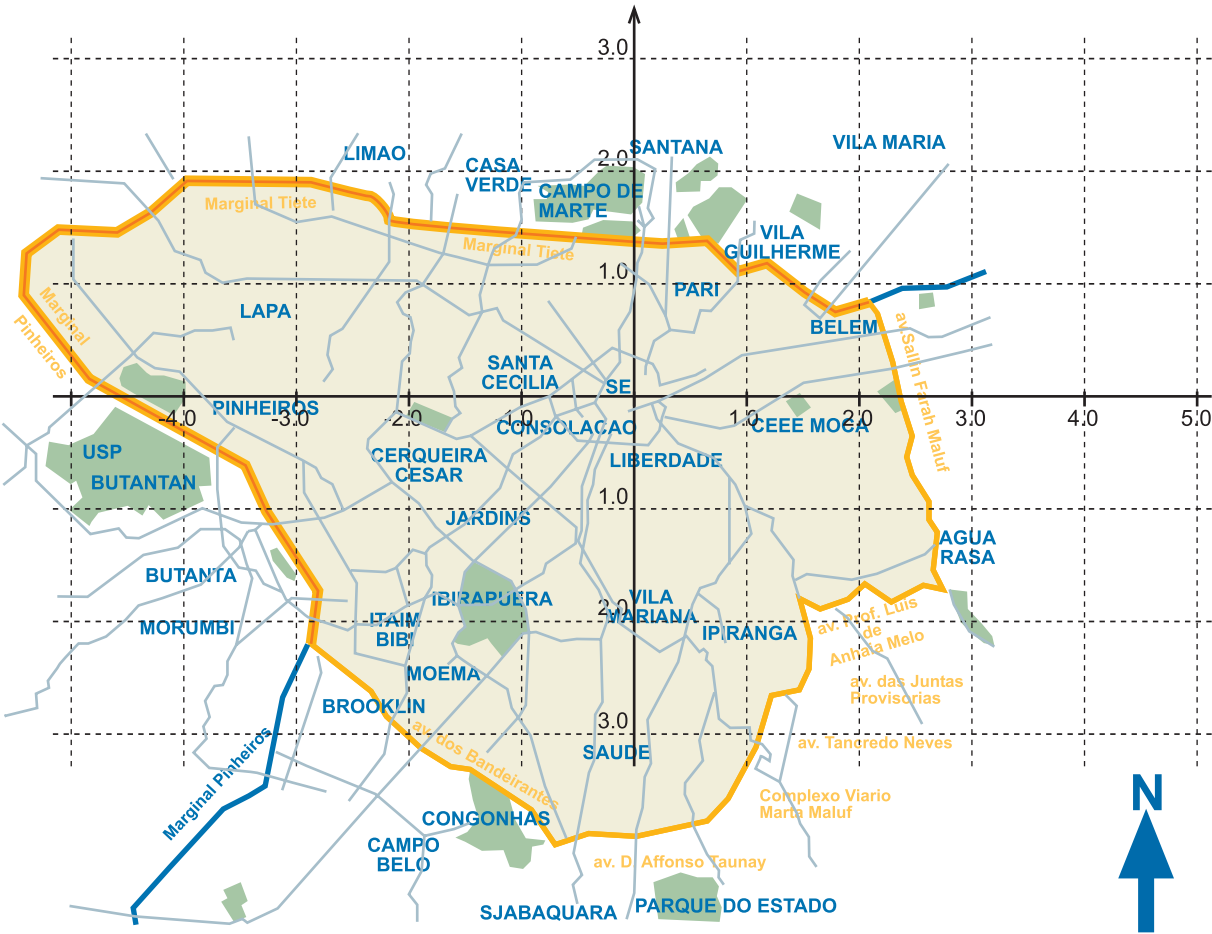 3.0
LIMAO
SANTANA
VILA MARIA
2.0
CASA
VERDE
CAMPO DE
MARTE
Marginal Tiete
Marginal Tiete
VILA
GUILHERME
1.0
PARI
LAPA
Marginal
Pinheiros
BELEM
av.Sallin Farah Maluf
SANTA
CECILIA
SE
-4.0
-3.0
-2.0
-1.0
1.0
2.0
3.0
4.0
5.0
PINHEIROS
CONSOLACAO
CEEE MOCA
USP
BUTANTAN
CERQUEIRA
CESAR
LIBERDADE
1.0
JARDINS
AGUA
RASA
BUTANTA
IBIRAPUERA
2.0
VILA
MARIANA
MORUMBI
ITAIM
BIBI
IPIRANGA
av. Prof. Luis
de
Anhaia Melo
MOEMA
av. das Juntas
Provisorias
BROOKLIN
3.0
SAUDE
av. dos Bandeirantes
av. Tancredo Neves
Marginal Pinheiros
Complexo Viario
Marta Maluf
N
CONGONHAS
CAMPO
BELO
av. D. Affonso Taunay
SJABAQUARA
PARQUE DO ESTADO